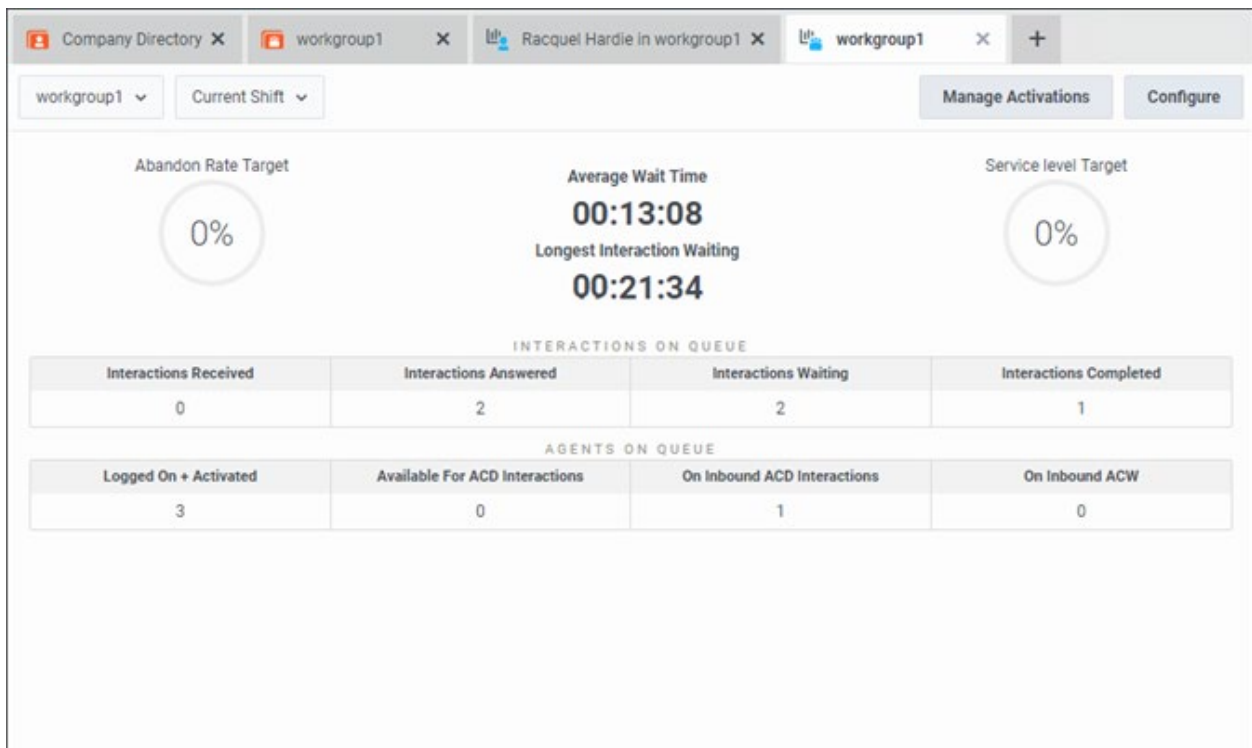 Company Directory
workgroup1
Racquel Hardie in workgroup1
workgroup1
workgroup1
Current Shift
Manage Activations
Configure
Abandon Rate Target
0%
Average Wait Time
00:13:08
Longest Interaction Waiting
00:21:34
Service level Target
0%
INTERACTIONS ON QUEUE
Interactions Received Interactions Answered Interactions Waiting Interactions Completed
0 2 2 1
AGENTS ON QUEUE
Logged On + Activated Available For ACD Interactions On Inbound ACD Interactions On Inbound ACW
3 0 1 0